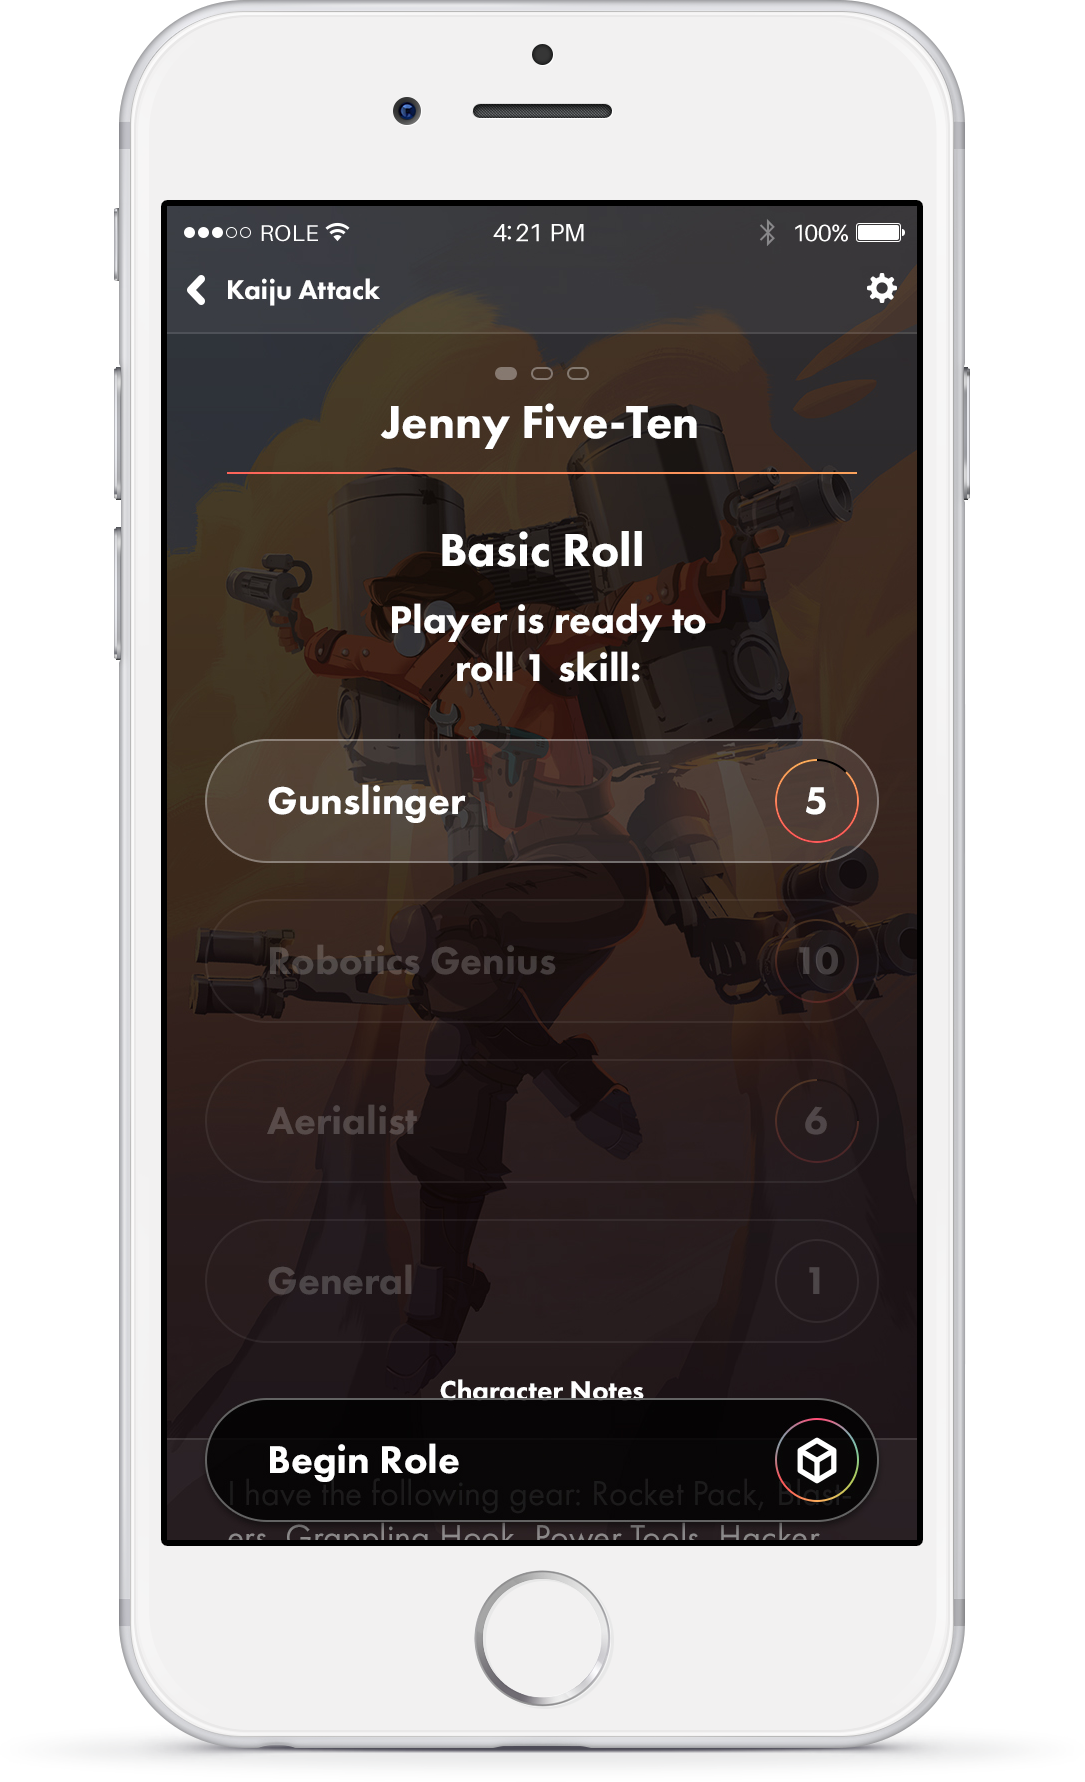 ROLE 4:21 PM 100%
Kaiju Attack
Jenny Five-Ten
Basic Roll
Player is ready to
roll 1 skill:
Gunslinger 5
Robotics Genius 10
Aerialist 6
General 1
Character Notes
Begin Role
I have the following gear: Rocket Pack, Blast-
ers, Grappling Hook, Power Tools, Hacker